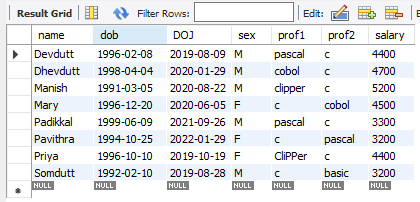 Result Grid Filter Rows: Edit:
name dob DOJ sex prof1 prof2 salary
Devdutt 1996-02-08 2019-08-09 M pascal c 4400
Dhevdutt 1998-04-04 2020-01-29 M cobol c 4700
Manish 1991-03-05 2020-08-22 M clipper c 5200
Mary 1996-12-20 2020-06-05 F c cobol 4500
Padikkal 1999-06-09 2021-09-26 M pascal c 3300
Pavithra 1994-10-25 2022-01-29 F c pascal 3200
Priya 1996-10-10 2019-10-19 F CliPPer c 4400
Somdutt 1992-02-10 2019-08-28 M c basic 3200
NULL NULL NULL NULL NULL NULL NULL